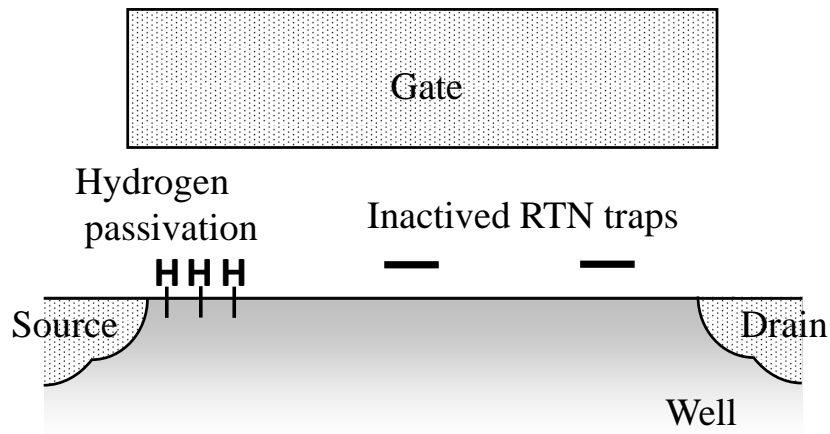 Gate
Hydrogen
passivation
Inactived RTN traps
H H H
Source
Drain
Well